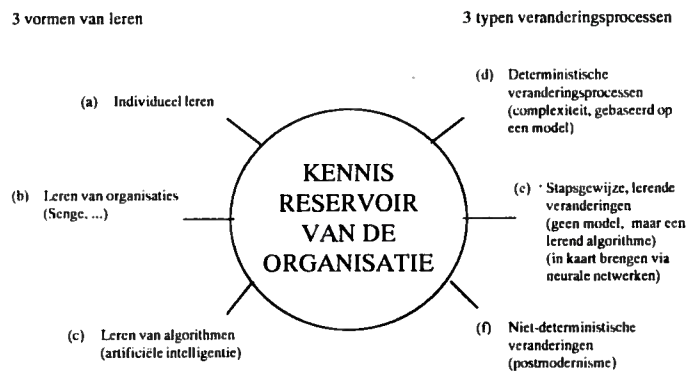 3 vormen van leren
3 typen veranderingsprocessen
(a) Individueel leren
(b) Leren van organisaties
(Senge, ...)
(c) Leren van algorithmen
(artificiële intelligentie)
KENNIS
RESERVOIR
VAN DE
ORGANISATIE
(d) Deterministische
veranderingsprocessen
(complexiteit, gebaseerd op
een model)
(e) Stapsgewijze, lerende
veranderingen
(geen model, maar een
lerend algorithme)
(in kaart brengen via
neurale netwerken)
(f) Niet-deterministische
veranderingen
(postmodernisme)